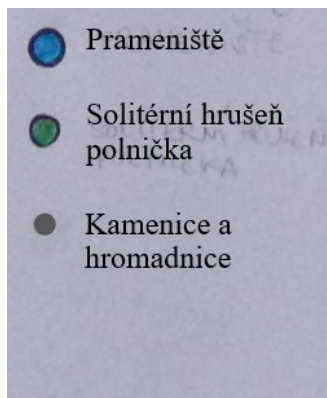 Prameniště
Solitérní hrušeň
polnička
Kamenice a
hromadnice